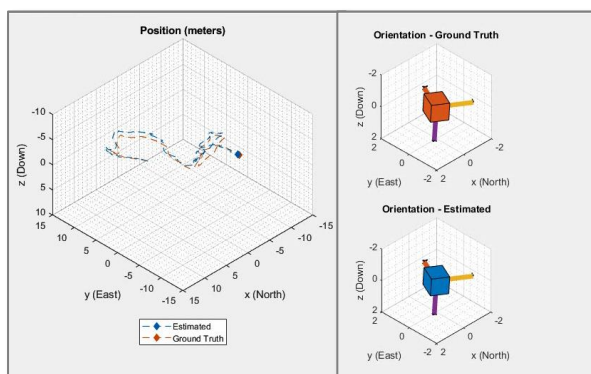 Position (meters)
-10
-5
0
5
10
z (Down)
15
10
5
0
-5
-10
-15
y (East)
15
10
5
0
-5
-10
-15
x (North)
Estimated
Ground Truth
Orientation - Ground Truth
-2
0
2
z (Down)
2
0
-2
y (East)
2
0
-2
x (North)
Orientation - Estimated
-2
0
2
z (Down)
2
0
-2
y (East)
2
0
-2
x (North)